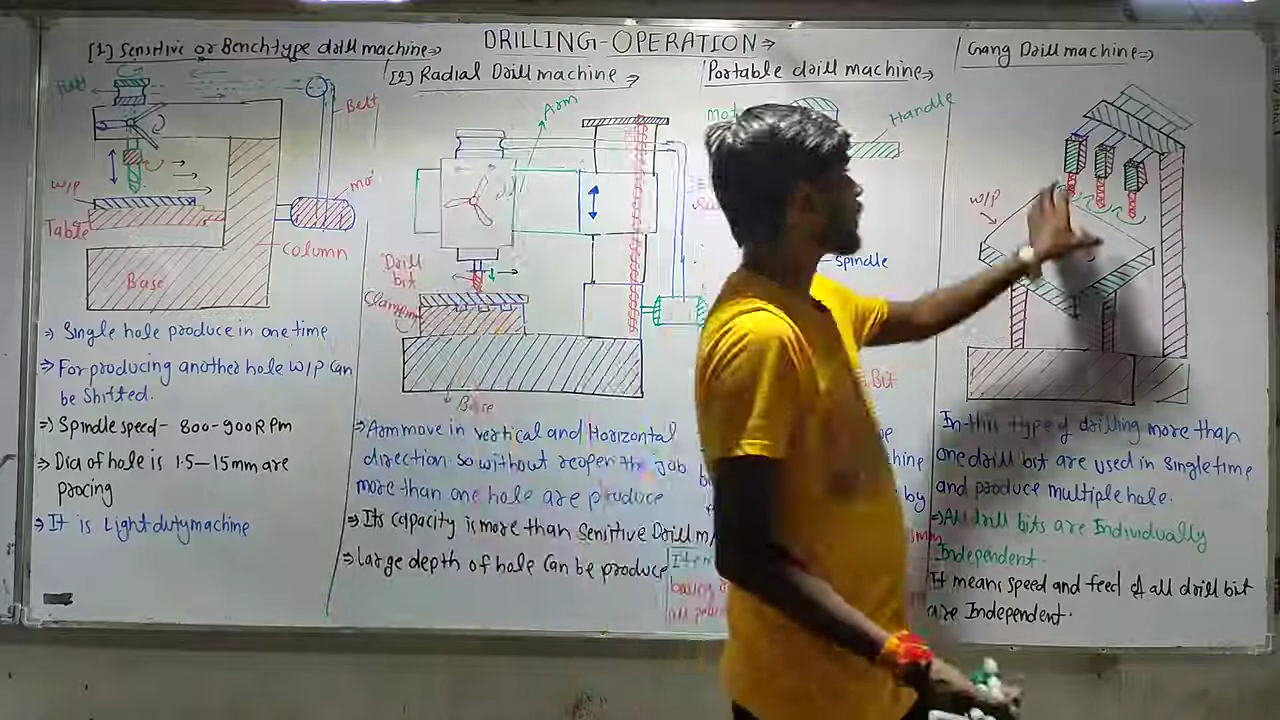 DRILLING-OPERATION⇒
[1] Sensitive or Bench type drill machine⇒
Belt
W/P
Table
Column
Base
⇒ Single hole produce in one time
⇒ For producing another hole W/P can
be Shifted.
⇒ Spindle speed - 800-900 RPm
⇒ Dia of hole is 1.5-15mm are
procing
⇒ It is Light duty machine
[2] Radial Drill machine ⇒
Arm
Drill
bit
Clamp
Base
⇒ Arm move in vertical and Horizontal
direction so without reopen the job
more than one hole are produce
⇒ Its capacity is more than Sensitive Drill m/
⇒ large depth of hole can be produce
Portable drill machine⇒
Handle
Spindle
Bit
by
Gang Drill machine⇒
W/P
In this type of drilling more than
one drill bit are used in single time
and produce multiple hole.
⇒ All drill bits are Individually
Independent.
It means speed and feed of all drill bit
are Independent.